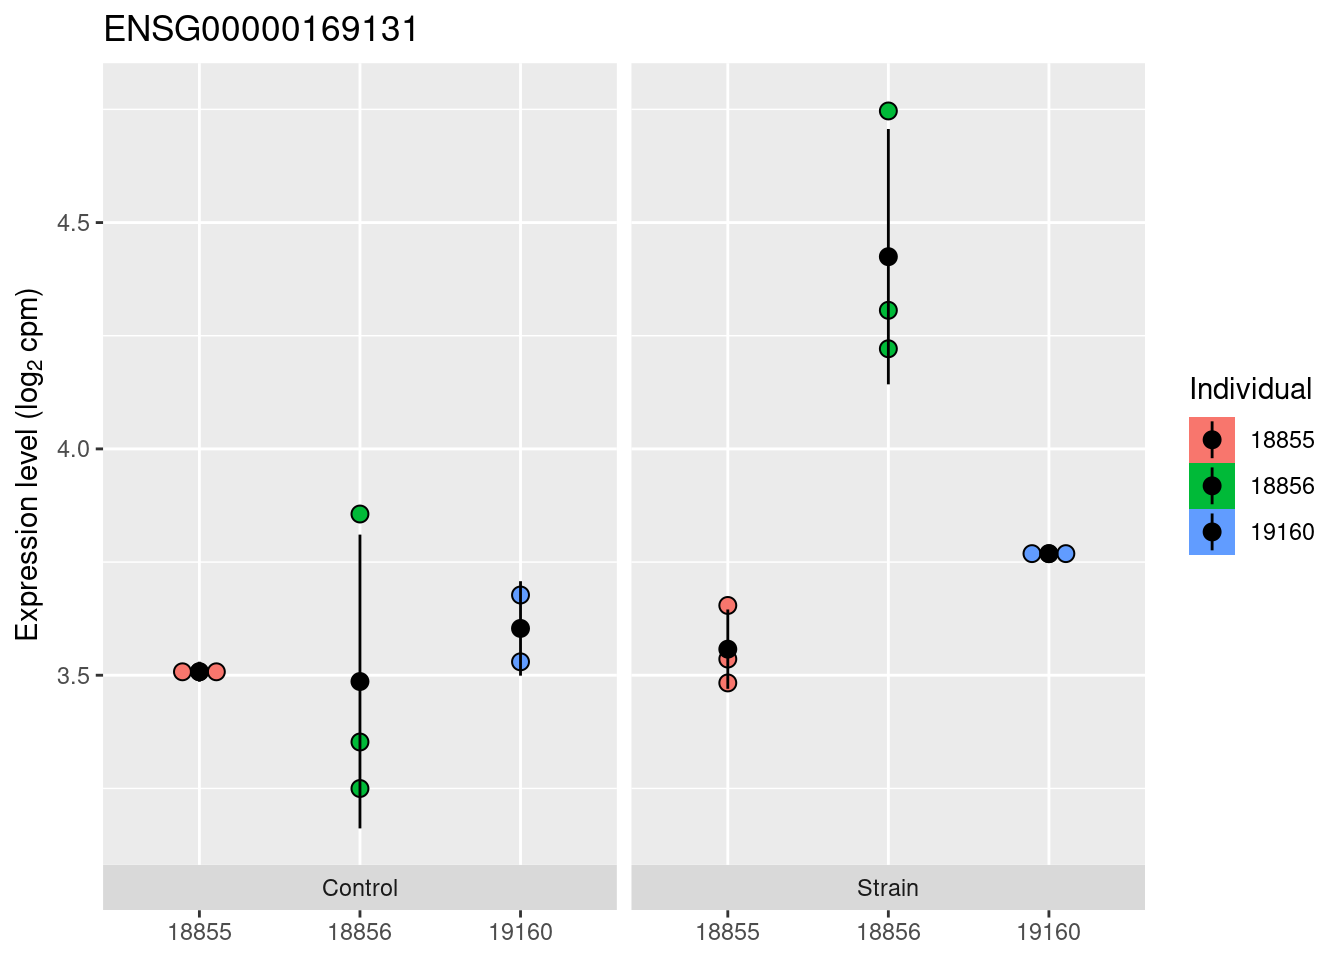 ENSG00000169131
Expression level (log₂ cpm)
4.5
4.0
3.5
Control
Strain
18855
18856
19160
18855
18856
19160
Individual
18855
18856
19160